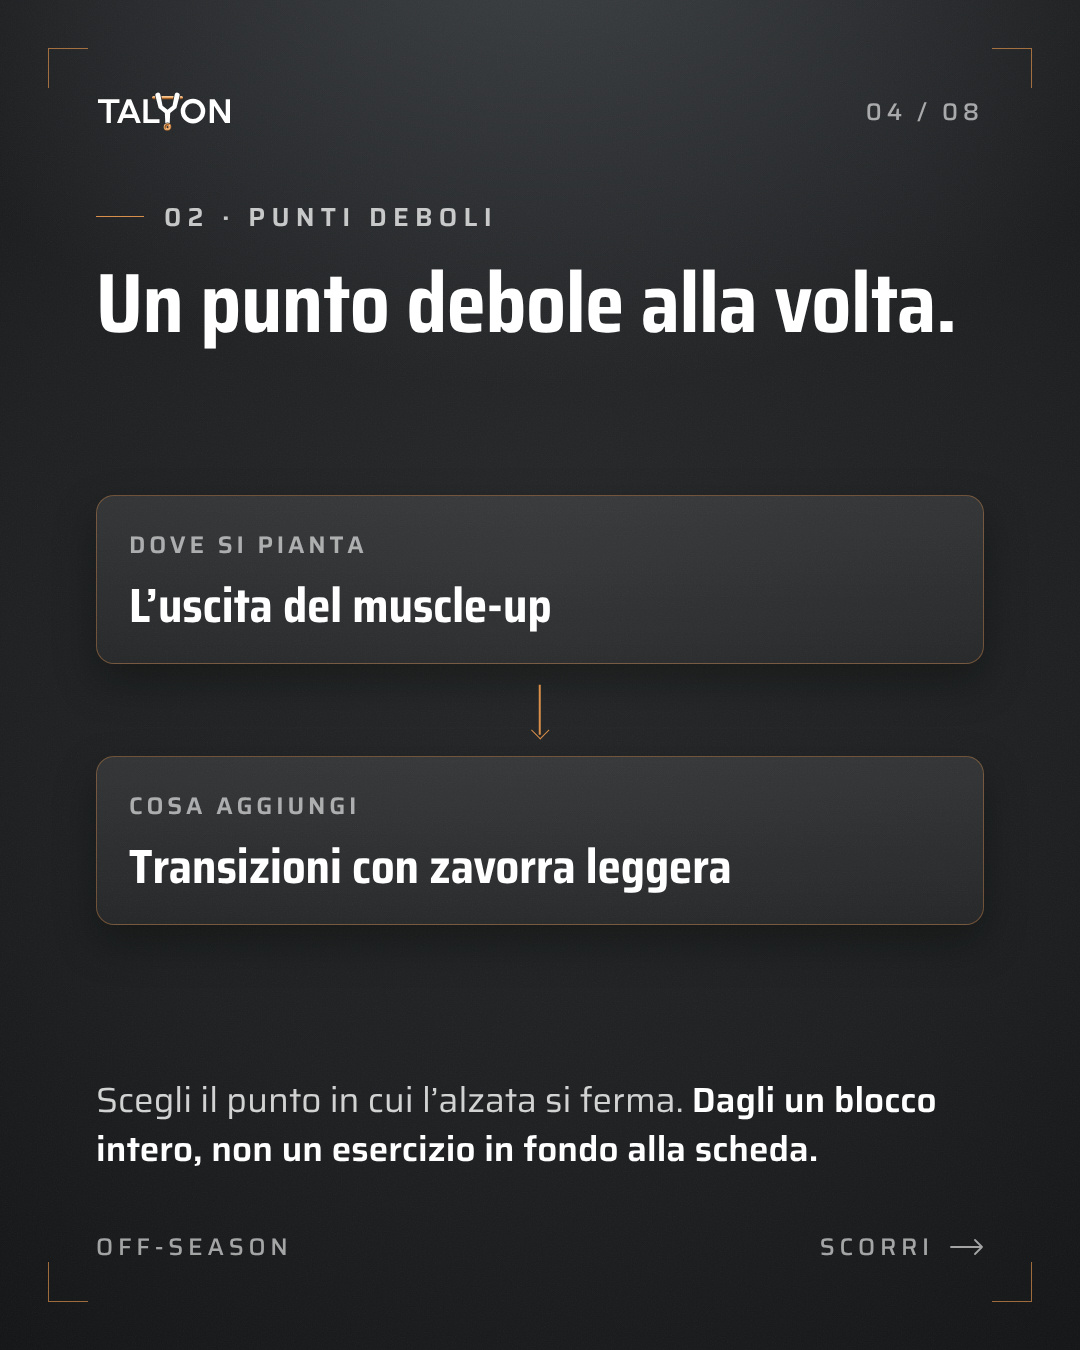 TALYON
04 / 08
02 · PUNTI DEBOLI
Un punto debole alla volta.
DOVE SI PIANTA
L’uscita del muscle-up
COSA AGGIUNGI
Transizioni con zavorra leggera
Scegli il punto in cui l’alzata si ferma. Dagli un blocco
intero, non un esercizio in fondo alla scheda.
OFF-SEASON
SCORRI